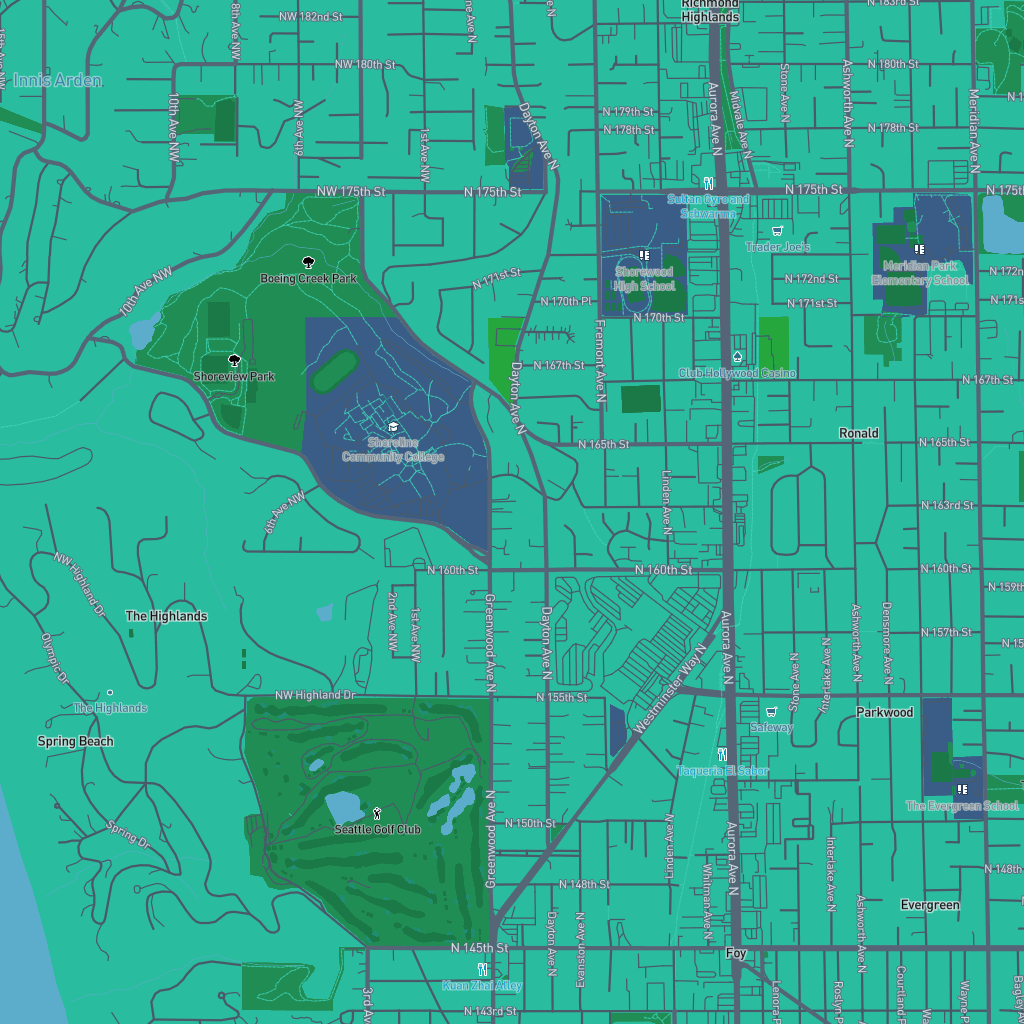 Richmond
Highlands
N 183rd St
NW 182nd St
8th Ave NW
NW 180th St
N 180th St
Innis Arden
10th Ave NW
6th Ave NW
1st Ave NW
Dayton Ave N
N 179th St
N 178th St
N 178th St
Aurora Ave N
Midvale Ave N
Stone Ave N
Ashworth Ave N
Meridian Ave N
NW 175th St
N 175th St
N 175th St
Sultan Gyro and
Schwarma
Trader Joe's
Shorewood
High School
Meridian Park
Elementary School
Boeing Creek Park
10th Ave NW
N 171st St
N 170th Pl
N 170th St
N 172nd St
N 171st St
Fremont Ave N
Shoreview Park
N 167th St
Dayton Ave N
Club Hollywood Casino
N 167th St
Ronald
Shoreline
Community College
N 165th St
N 165th St
Linden Ave N
6th Ave NW
N 163rd St
NW Highland Dr
N 160th St
N 160th St
N 160th St
The Highlands
2nd Ave NW
1st Ave NW
Greenwood Ave N
Dayton Ave N
Aurora Ave N
Ashworth Ave N
Densmore Ave N
N 157th St
Olympic Dr
Westminster Way N
Stone Ave N
Interlake Ave N
The Highlands
NW Highland Dr
N 155th St
Parkwood
Safeway
Spring Beach
Taqueria El Sabor
The Evergreen School
Seattle Golf Club
Spring Dr
Greenwood Ave N
N 150th St
Linden Ave N
Aurora Ave N
Whitman Ave N
Interlake Ave N
N 148th St
Evergreen
Dayton Ave N
Evanston Ave N
Ashworth Ave N
N 145th St
Foy
Kuan Zhai Alley
N 143rd St